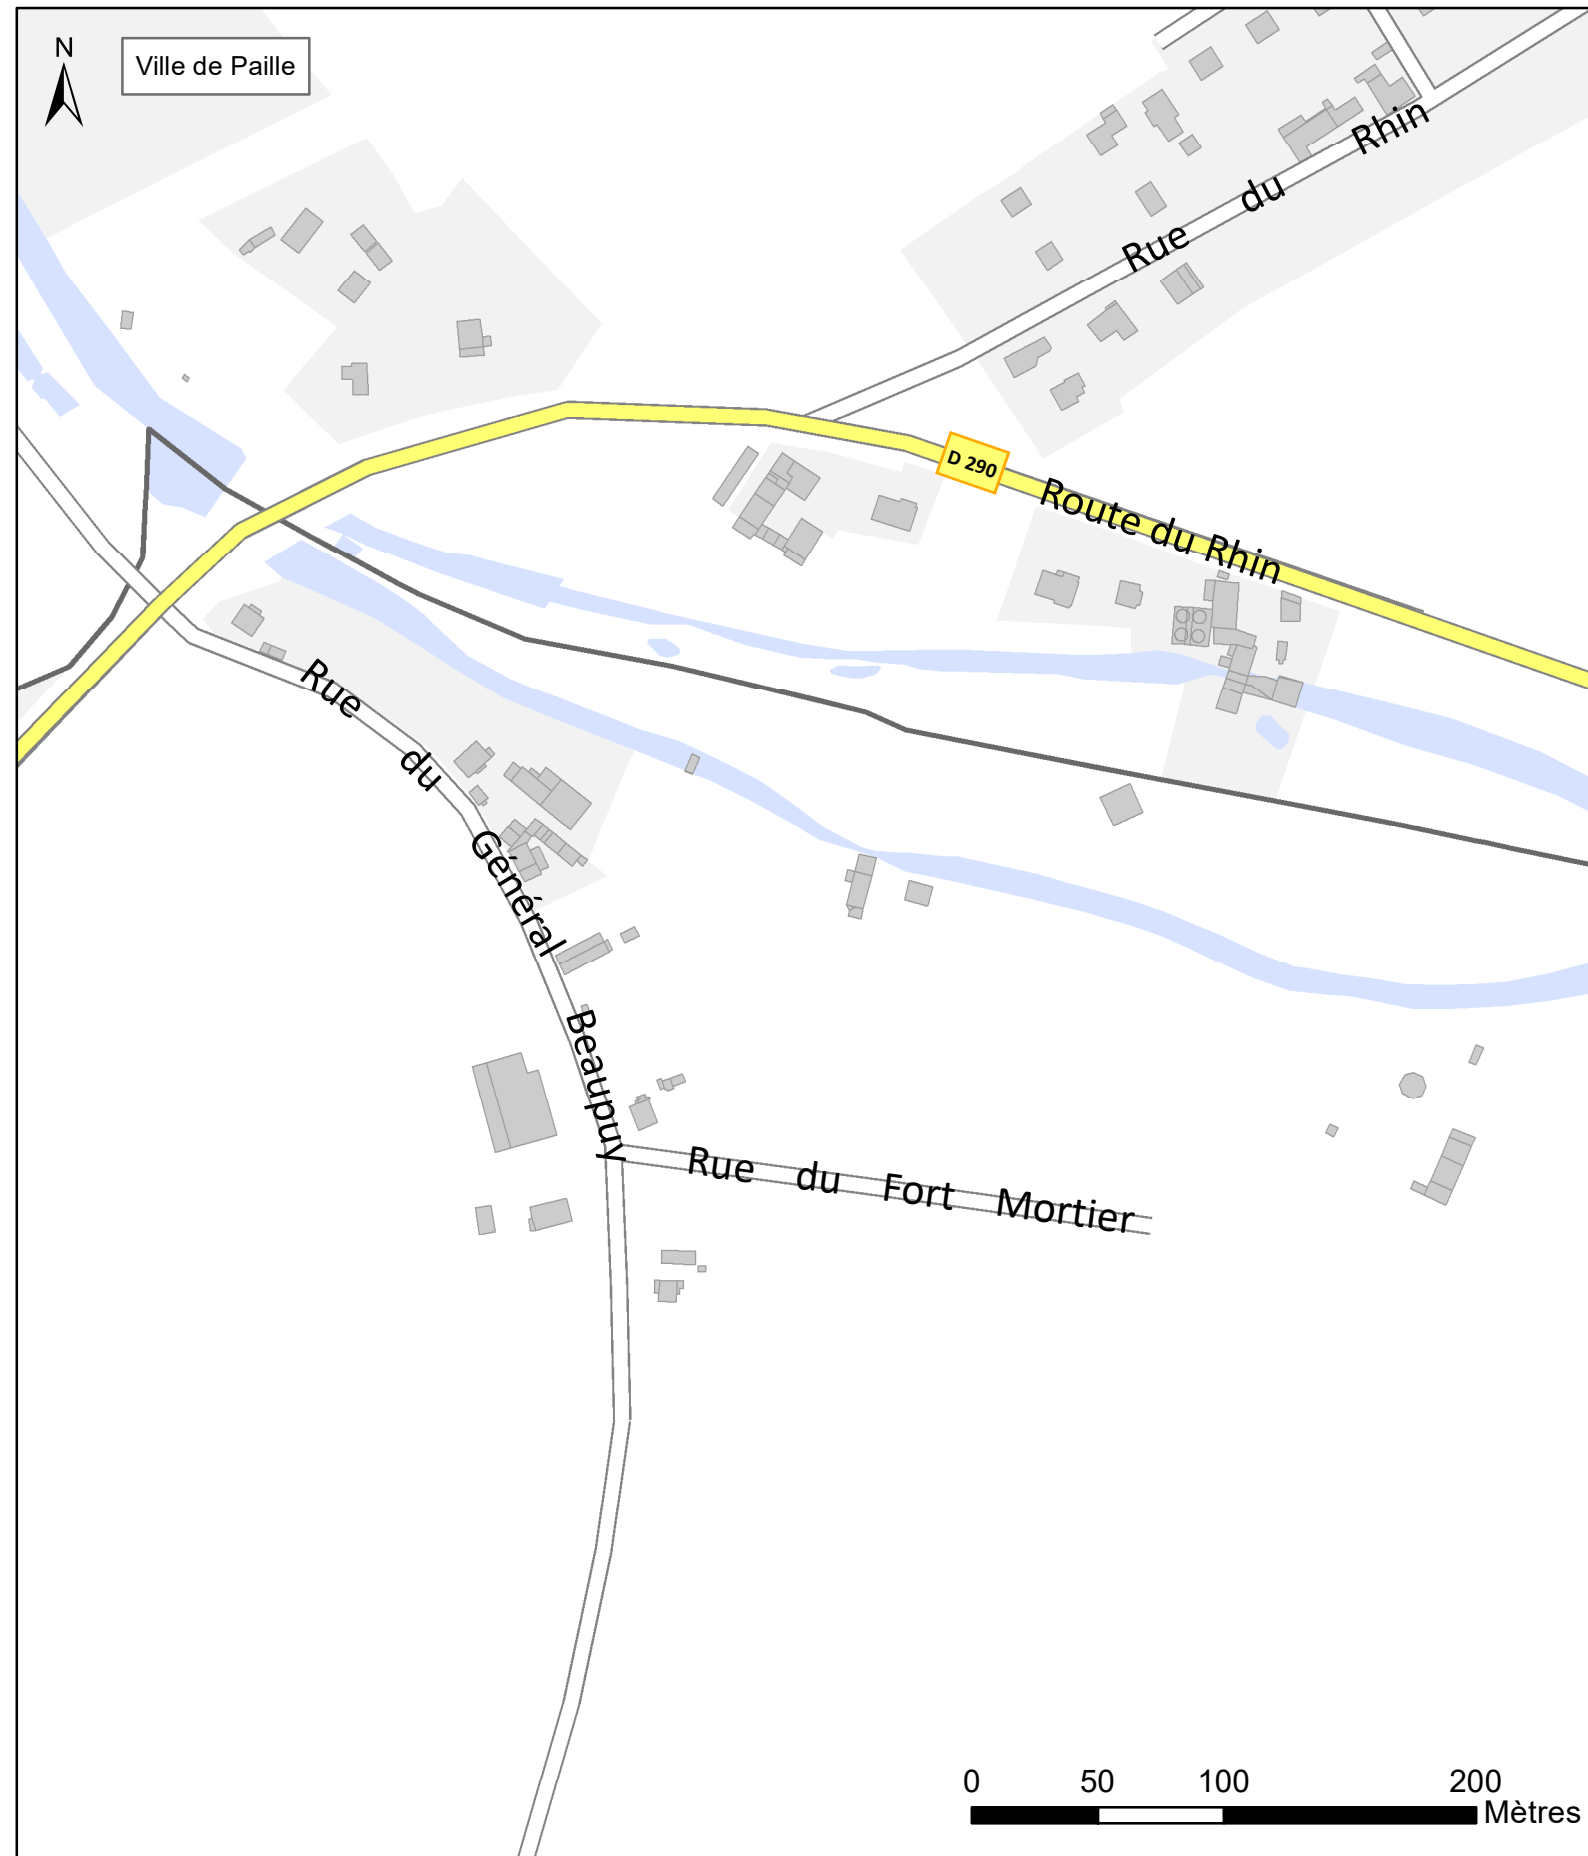 N
Ville de Paille
Rue du Rhin
D 290
Route du Rhin
Rue du Général Beaupuy
Rue du Fort Mortier
0 50 100 200
Mètres